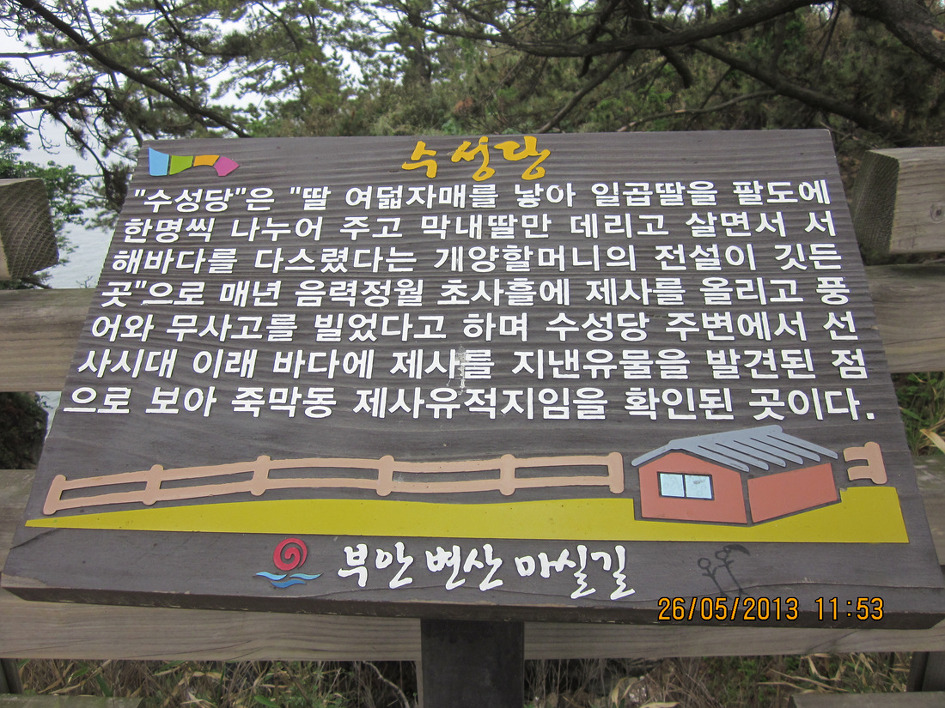 수성당
"수성당"은 "딸 여덟자매를 낳아 일곱딸을 팔도에
한명씩 나누어 주고 막내딸만 데리고 살면서 서
해바다를 다스렸다는 개양할머니의 전설이 깃든
곳"으로 매년 음력정월 초사흘에 제사를 올리고 풍
어와 무사고를 빌었다고 하며 수성당 주변에서 선
사시대 이래 바다에 제사를 지낸유물을 발견된 점
으로 보아 죽막동 제사유적지임을 확인된 곳이다.
부안 변산 마실길
26/05/2013 11:53